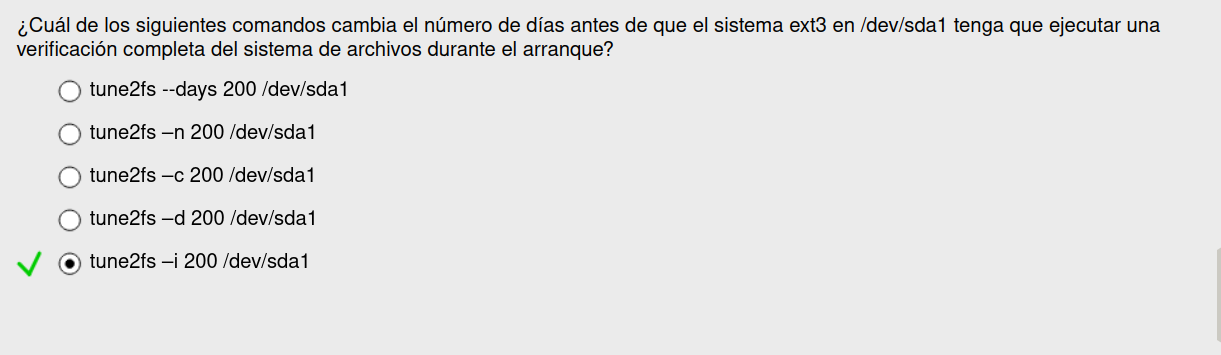 ¿Cuál de los siguientes comandos cambia el número de días antes de que el sistema ext3 en /dev/sda1 tenga que ejecutar una
verificación completa del sistema de archivos durante el arranque?
tune2fs --days 200 /dev/sda1
tune2fs –n 200 /dev/sda1
tune2fs –c 200 /dev/sda1
tune2fs –d 200 /dev/sda1
tune2fs –i 200 /dev/sda1